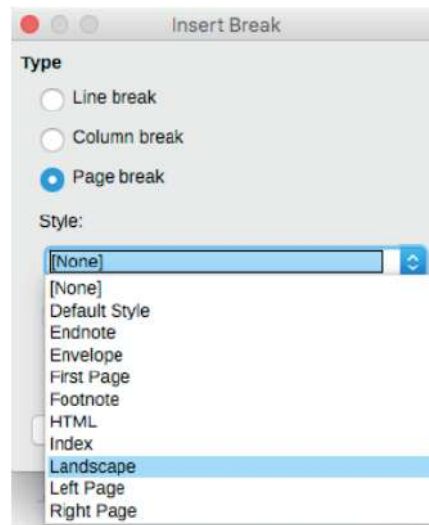 Insert Break
Type
Line break
Column break
Page break
Style:
[None]
[None]
Default Style
Endnote
Envelope
First Page
Footnote
HTML
Index
Landscape
Left Page
Right Page